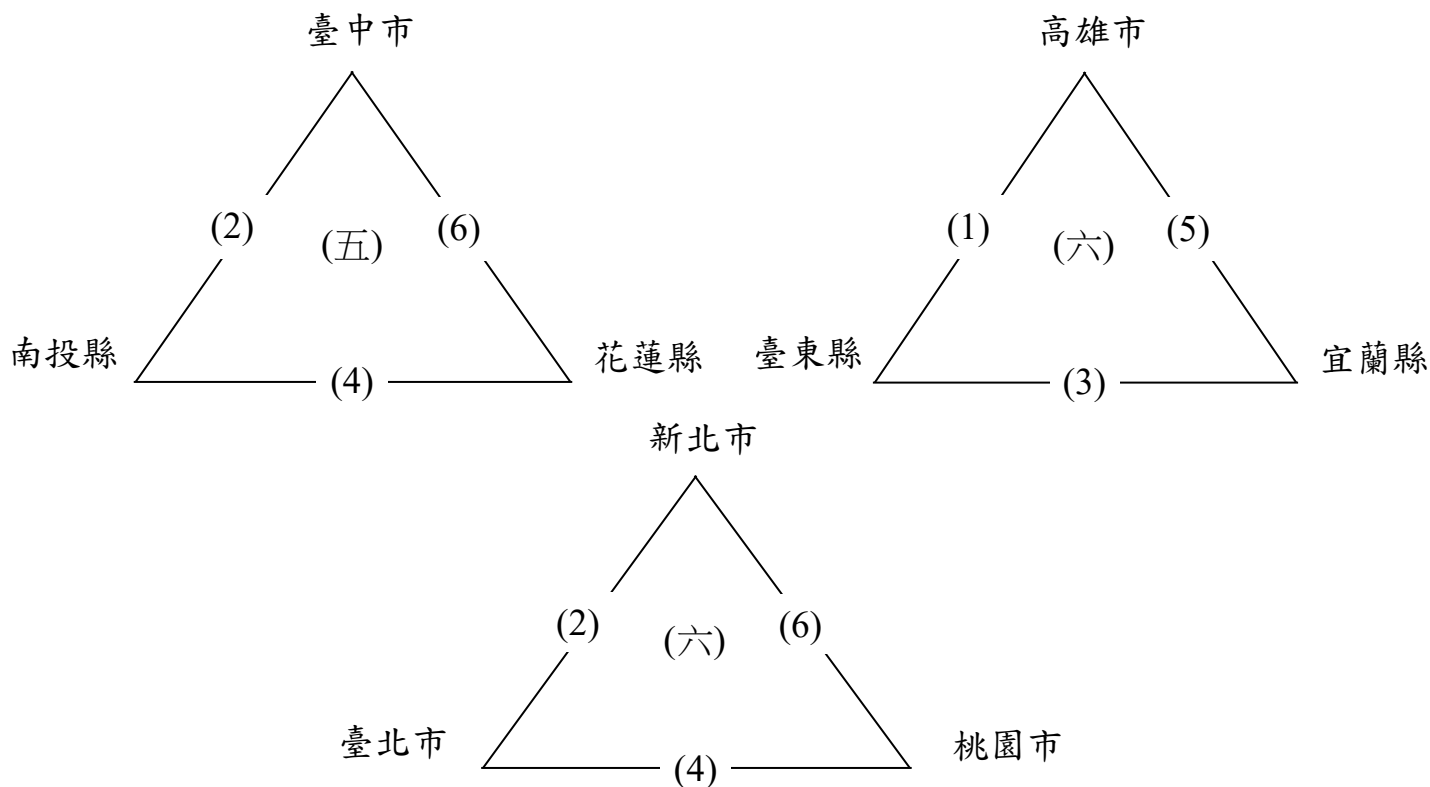 臺中市
(2) (五) (6)
南投縣 (4) 花蓮縣
高雄市
(1) (六) (5)
臺東縣 (3) 宜蘭縣
新北市
(2) (六) (6)
臺北市 (4) 桃園市